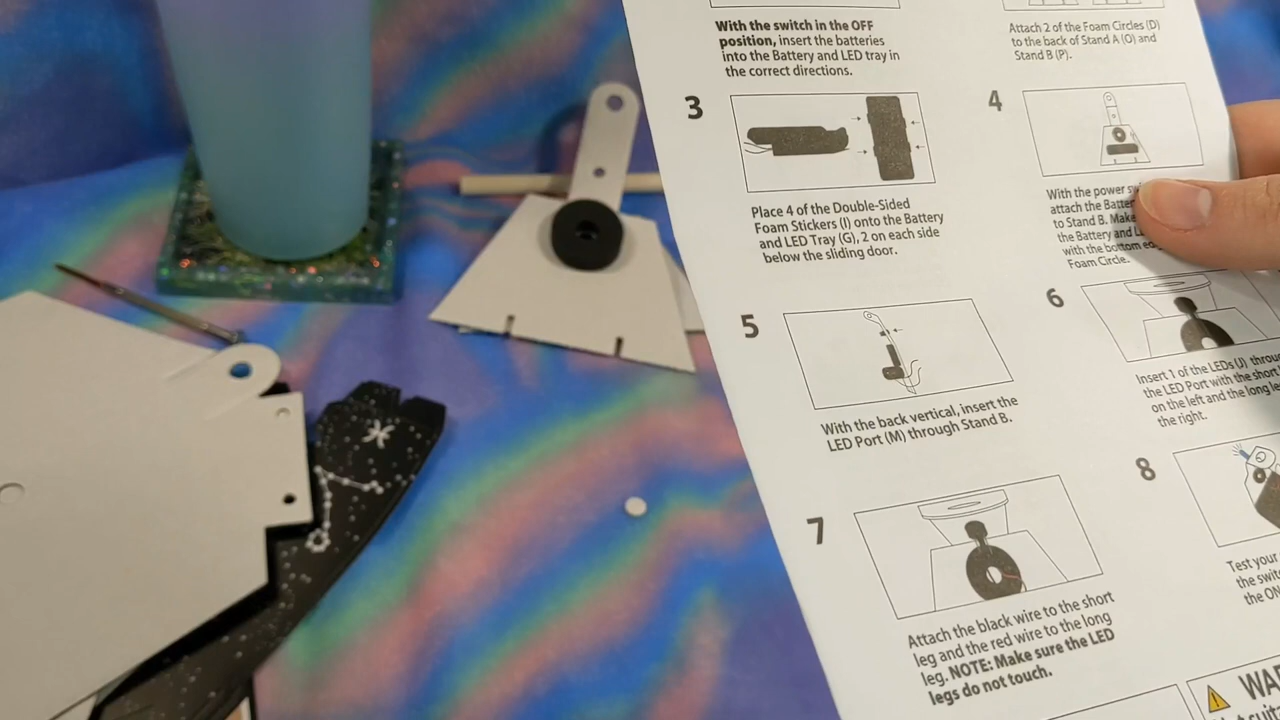 With the switch in the OFF
position, insert the batteries
into the Battery and LED tray in
the correct directions.
Attach 2 of the Foam Circles (D)
to the back of Stand A (O) and
Stand B (P).
3
Place 4 of the Double-Sided
Foam Stickers (I) onto the Battery
and LED Tray (G), 2 on each side
below the sliding door.
4
With the power
attach the
to Stand B. Make
the Battery and
with the bottom
Foam Circle.
5
With the back vertical, insert the
LED Port (M) through Stand B.
6
Insert 1 of the LEDs (J)
the LED Port with the short
on the left and the long
the right.
7
Attach the black wire to the short
leg and the red wire to the long
leg. NOTE: Make sure the LED
legs do not touch.
8
Test your
the
the